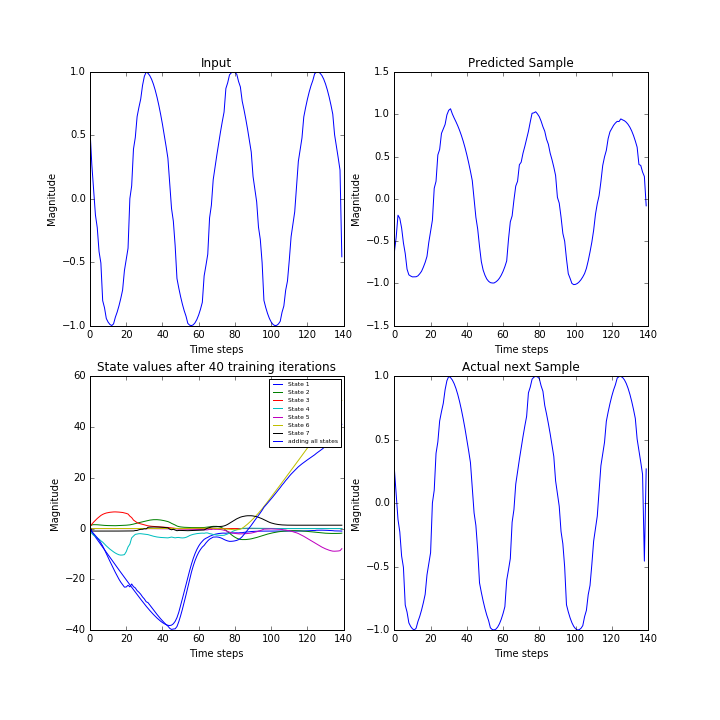 Input
Magnitude
1.0
0.5
0.0
−0.5
−1.0
0 20 40 60 80 100 120 140
Time steps
Predicted Sample
Magnitude
1.5
1.0
0.5
0.0
−0.5
−1.0
−1.5
0 20 40 60 80 100 120 140
Time steps
State values after 40 training iterations
Magnitude
60
40
20
0
−20
−40
0 20 40 60 80 100 120 140
Time steps
State 1
State 2
State 3
State 4
State 5
State 6
State 7
adding all states
Actual next Sample
Magnitude
1.0
0.5
0.0
−0.5
−1.0
0 20 40 60 80 100 120 140
Time steps